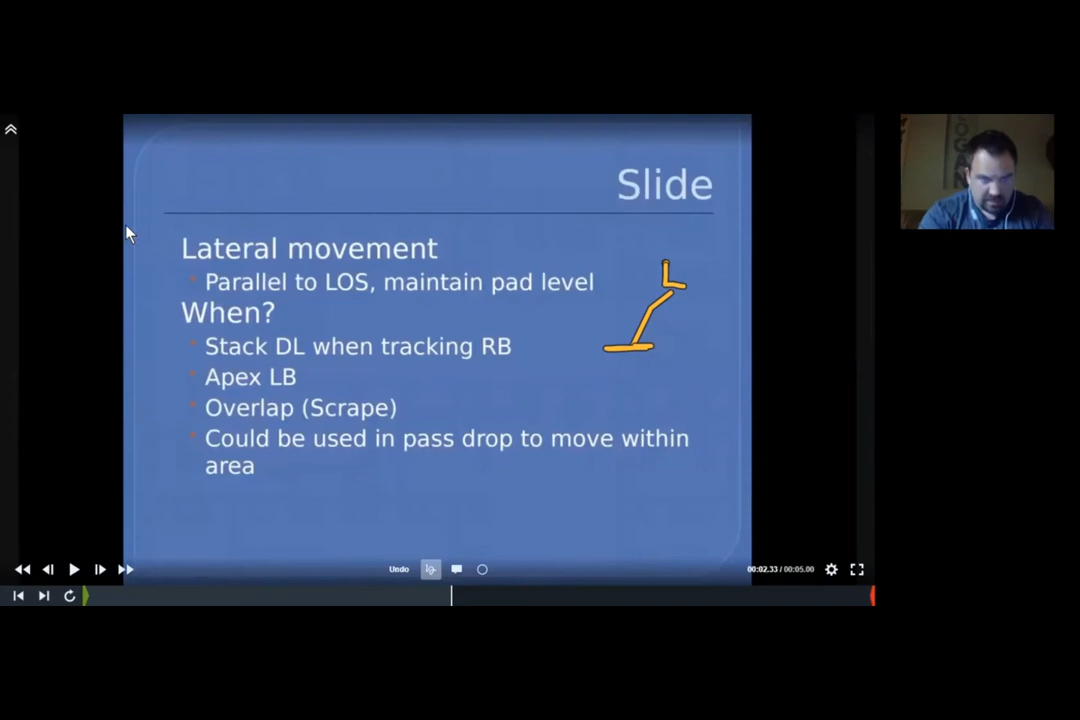 Slide
Lateral movement
Parallel to LOS, maintain pad level
When?
Stack DL when tracking RB
Apex LB
Overlap (Scrape)
Could be used in pass drop to move within
area
Undo
00:02.33 / 00:05.00